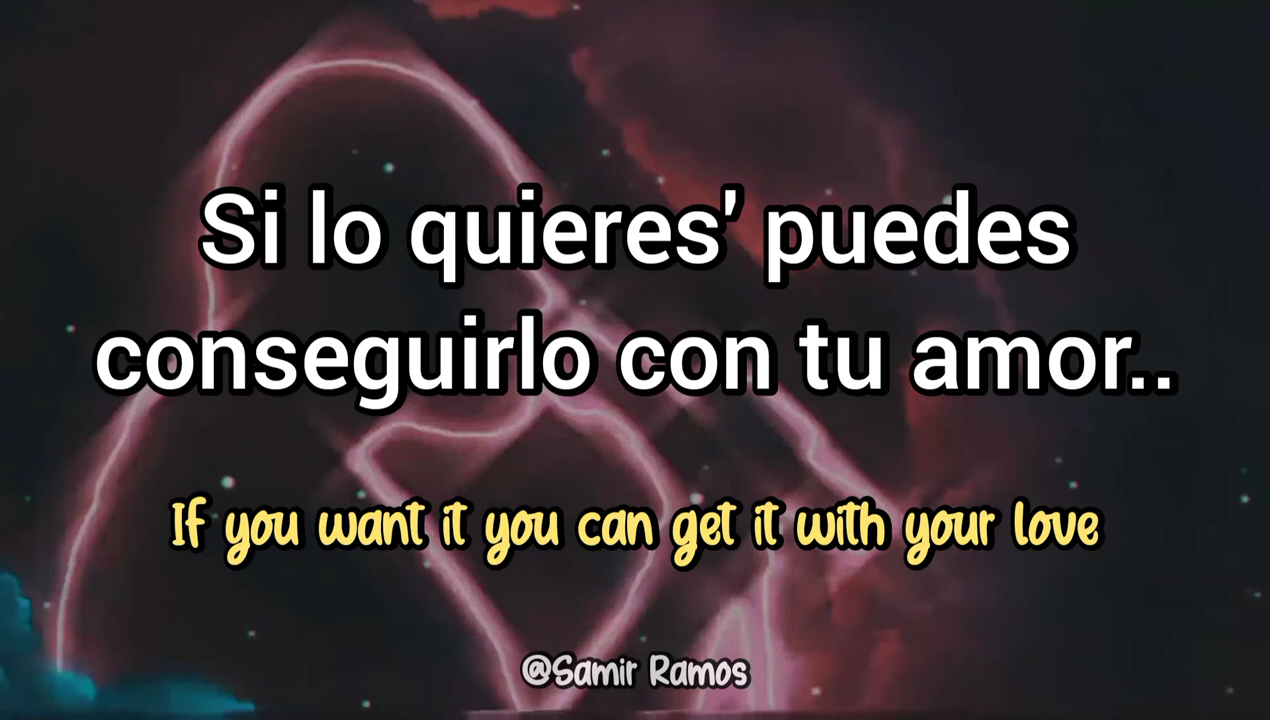 Si lo quieres' puedes
conseguirlo con tu amor..
If you want it you can get it with your love
@Samir Ramos